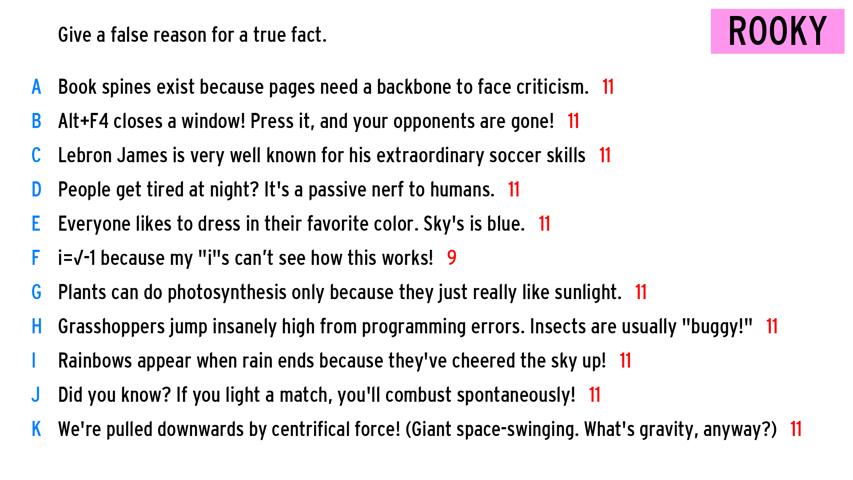 Give a false reason for a true fact.
ROOKY
A Book spines exist because pages need a backbone to face criticism. 11
B Alt+F4 closes a window! Press it, and your opponents are gone! 11
C Lebron James is very well known for his extraordinary soccer skills 11
D People get tired at night? It's a passive nerf to humans. 11
E Everyone likes to dress in their favorite color. Sky's is blue. 11
F i=√-1 because my "i"s can't see how this works! 9
G Plants can do photosynthesis only because they just really like sunlight. 11
H Grasshoppers jump insanely high from programming errors. Insects are usually "buggy!" 11
I Rainbows appear when rain ends because they've cheered the sky up! 11
J Did you know? If you light a match, you'll combust spontaneously! 11
K We're pulled downwards by centrifical force! (Giant space-swinging. What's gravity, anyway?) 11